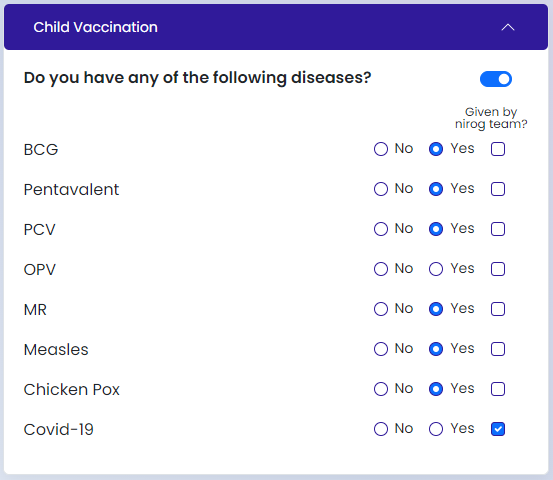 Child Vaccination
Do you have any of the following diseases?
Given by
nirog team?
BCG No Yes
Pentavalent No Yes
PCV No Yes
OPV No Yes
MR No Yes
Measles No Yes
Chicken Pox No Yes
Covid-19 No Yes